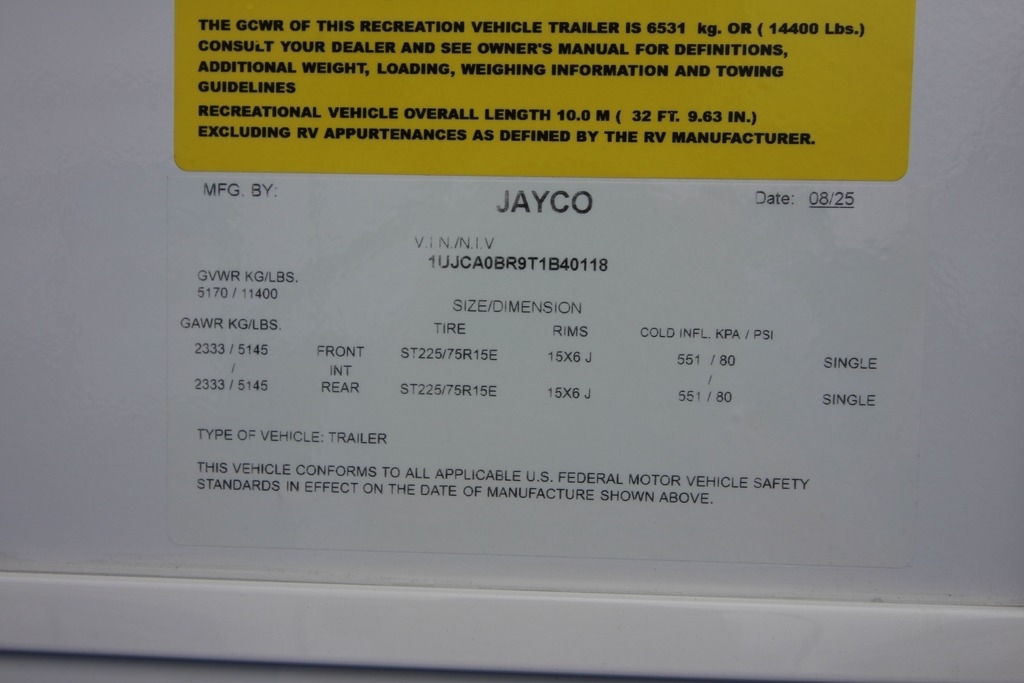 THE GCWR OF THIS RECREATION VEHICLE TRAILER IS 6531 kg. OR ( 14400 Lbs.)
CONSULT YOUR DEALER AND SEE OWNER'S MANUAL FOR DEFINITIONS,
ADDITIONAL WEIGHT, LOADING, WEIGHING INFORMATION AND TOWING
GUIDELINES
RECREATIONAL VEHICLE OVERALL LENGTH 10.0 M ( 32 FT. 9.63 IN.)
EXCLUDING RV APPURTENANCES AS DEFINED BY THE RV MANUFACTURER.
MFG. BY: JAYCO Date: 08/25
V.I.N./N.I.V
1UJCA0BR9T1B40118
GVWR KG/LBS.
5170 / 11400
SIZE/DIMENSION
GAWR KG/LBS. TIRE RIMS COLD INFL. KPA / PSI
2333 / 5145 FRONT ST225/75R15E 15X6 J 551 / 80 SINGLE
/ INT /
2333 / 5145 REAR ST225/75R15E 15X6 J 551 / 80 SINGLE
TYPE OF VEHICLE: TRAILER
THIS VEHICLE CONFORMS TO ALL APPLICABLE U.S. FEDERAL MOTOR VEHICLE SAFETY
STANDARDS IN EFFECT ON THE DATE OF MANUFACTURE SHOWN ABOVE.